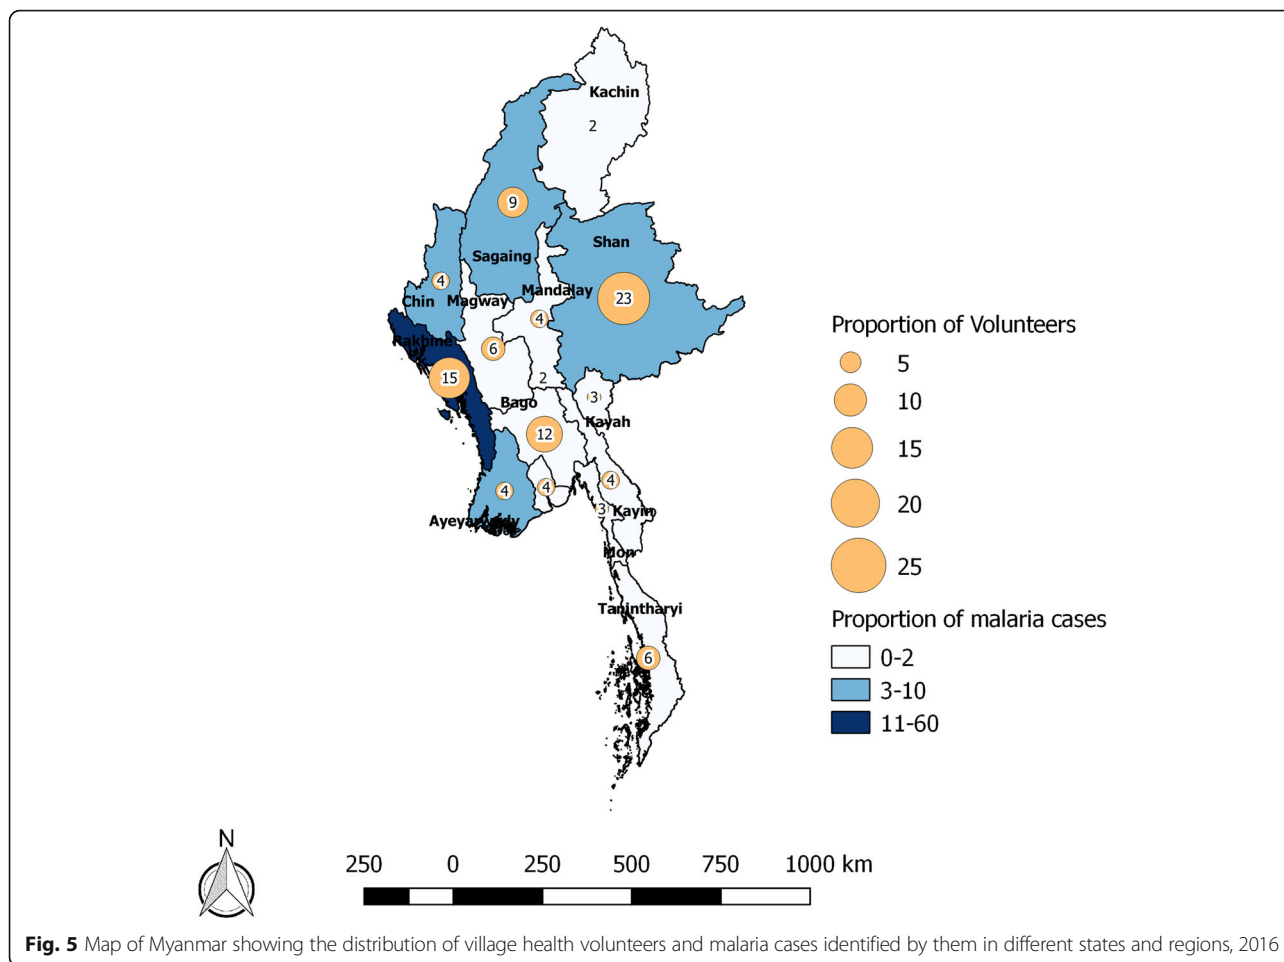 Kachin
2
9
Sagaing
Shan
4
Chin
Magway
Mandalay
23
4
Rakhine
6
15
2
3
Bago
Kayah
12
4
4
4
3
Kayin
Ayeyarwady
Mon
Tanintharyi
6
Proportion of Volunteers
5
10
15
20
25
Proportion of malaria cases
0-2
3-10
11-60
N
250 0 250 500 750 1000 km
Fig. 5 Map of Myanmar showing the distribution of village health volunteers and malaria cases identified by them in different states and regions, 2016